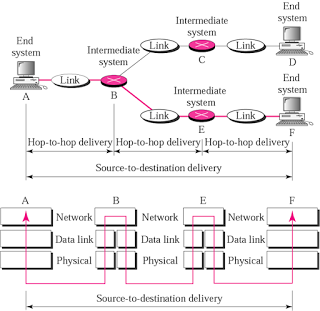 Intermediate
system
End
system
End
system
Link
Link
Intermediate
system
C
D
Link
End
system
A
B
Intermediate
system
Link
Link
E
F
Hop-to-hop delivery
Hop-to-hop delivery
Hop-to-hop delivery
Source-to-destination delivery
A
B
E
F
Network
Network
Network
Data link
Data link
Data link
Physical
Physical
Physical
Source-to-destination delivery